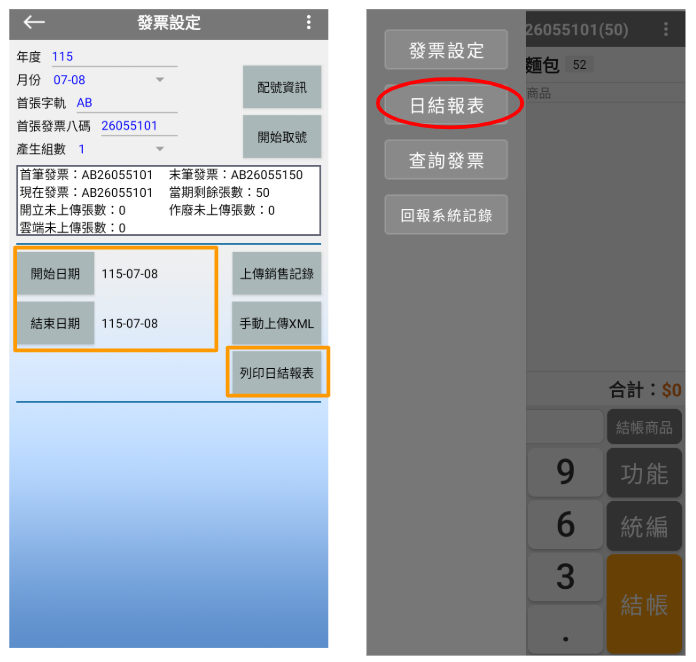 發票設定
年度 115
月份 07-08
首張字軌 AB
首張發票八碼 26055101
產生組數 1
配號資訊
開始取號
首筆發票：AB26055101 末筆發票：AB26055150
現在發票：AB26055101 當期剩餘張數：50
開立未上傳張數：0 作廢未上傳張數：0
雲端未上傳張數：0
開始日期 115-07-08 上傳銷售記錄
結束日期 115-07-08 手動上傳XML
列印日結報表
發票設定
日結報表
查詢發票
回報系統記錄
26055101(50)
麵包 52
商品
合計：$0
結帳商品
9 功能
6 統編
3
. 結帳